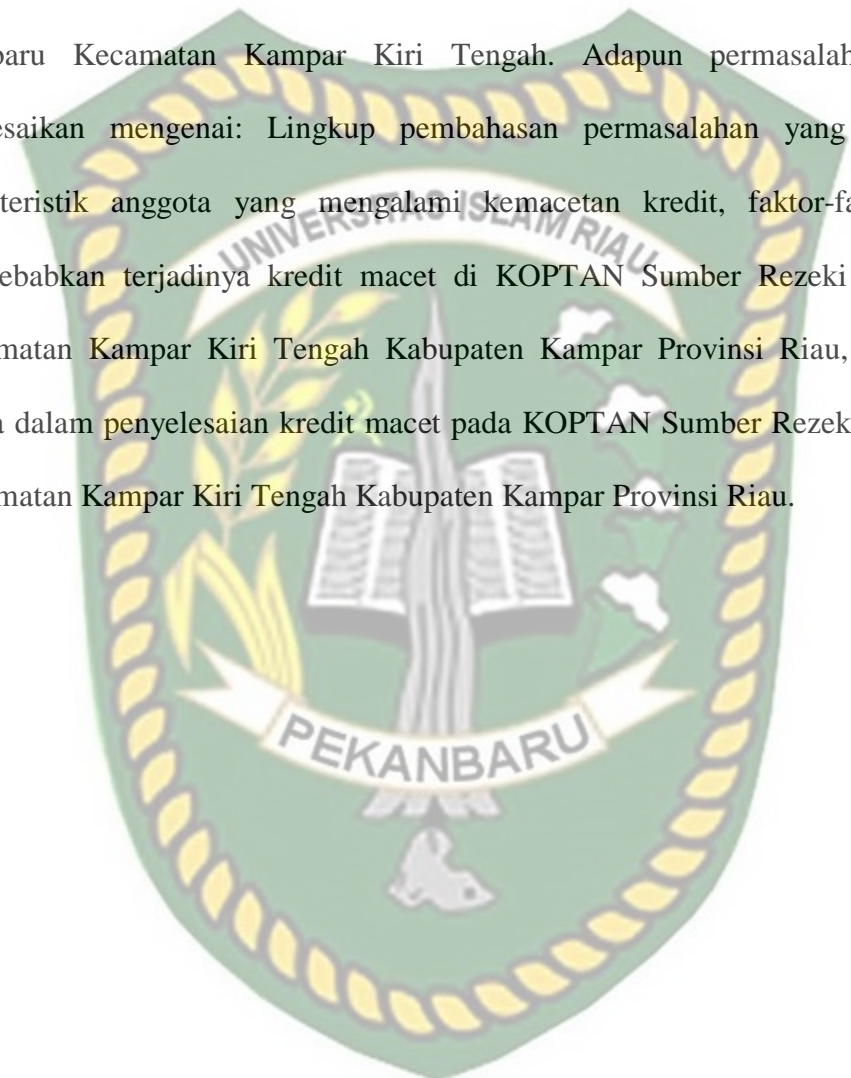 baru Kecamatan Kampar Kiri Tengah. Adapun permasalah
esaikan mengenai: Lingkup pembahasan permasalahan yang
teristik anggota yang mengalami kemacetan kredit, faktor-fa
UNIVERSITAS ISLAM RIAU
ebabkan terjadinya kredit macet di KOPTAN Sumber Rezeki
matan Kampar Kiri Tengah Kabupaten Kampar Provinsi Riau,
a dalam penyelesaian kredit macet pada KOPTAN Sumber Rezek
matan Kampar Kiri Tengah Kabupaten Kampar Provinsi Riau.
PEKANBARU